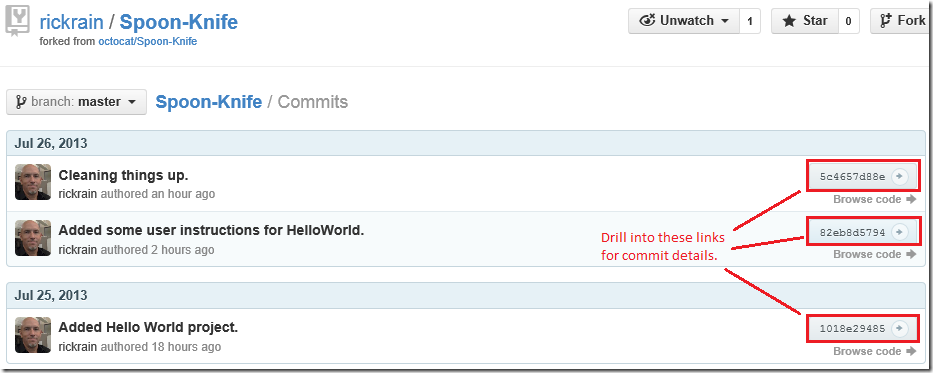 rickrain / Spoon-Knife
forked from octocat/Spoon-Knife
Unwatch 1 Star 0 Fork
branch: master Spoon-Knife / Commits
Jul 26, 2013
Cleaning things up.
rickrain authored an hour ago
5c4657d88e
Browse code
Added some user instructions for HelloWorld.
rickrain authored 2 hours ago
82eb8d5794
Browse code
Drill into these links
for commit details.
Jul 25, 2013
Added Hello World project.
rickrain authored 18 hours ago
1018e29485
Browse code